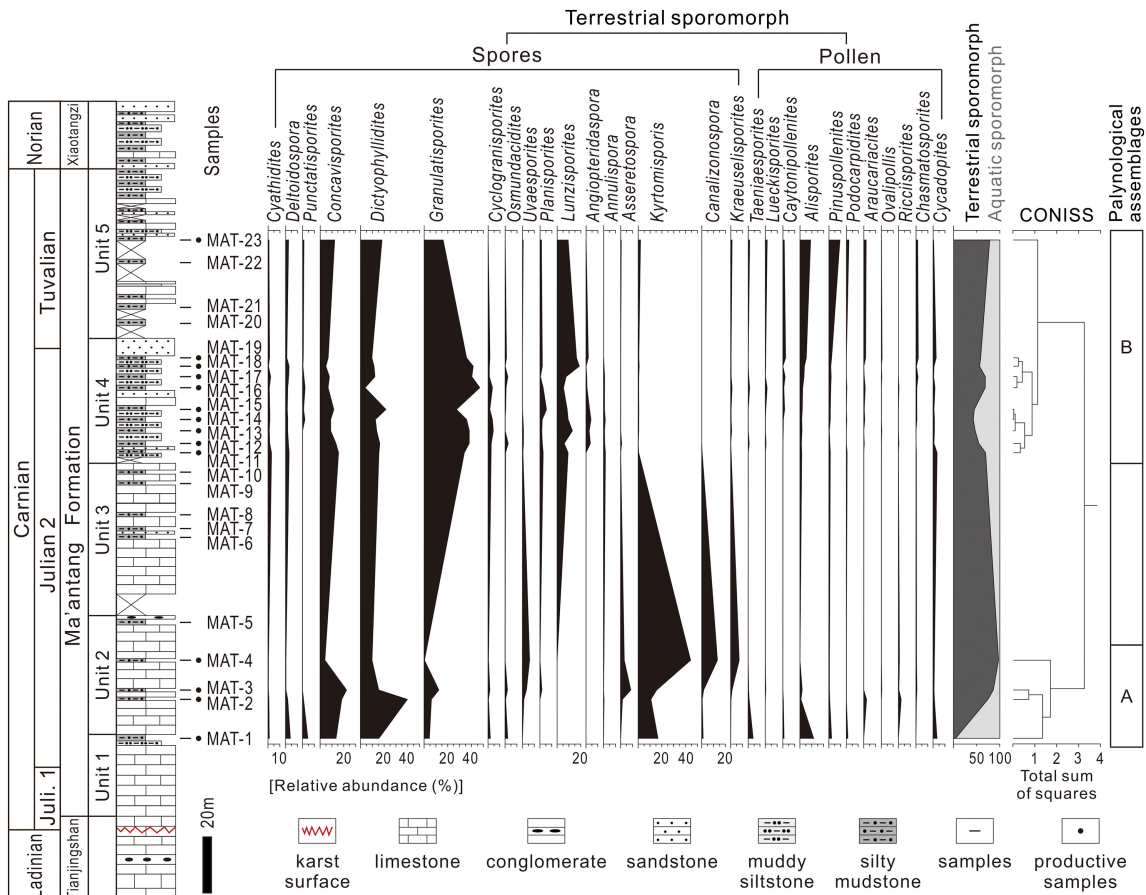 Terrestrial sporomorph
Spores
Pollen
Samples
Cyathidites
Deltoidospora
Punctatisporites
Concavisporites
Dictyophyllidites
Granulatisporites
Cyclogranisporites
Osmundacidites
Uvaesporites
Planisporites
Lunzisporites
Angiopteridaspora
Annulispora
Asseretospora
Kyrtomisporis
Canalizonospora
Kraeuselisporites
Taeniaesporites
Lueckisporites
Caytonipollenites
Alisporites
Pinuspollenites
Podocarpidites
Araucariacites
Ovalipollis
Ricciisporites
Chasmatosporites
Cycadopites
Terrestrial sporomorph
Aquatic sporomorph
CONISS
Palynological
assemblages
Norian
Xiaotangzi
Tuvalian
Carnian
Julian 2
Juli. 1
Ladinian
Ma'antang Formation
Tianjingshan
Unit 5
Unit 4
Unit 3
Unit 2
Unit 1
MAT-23
MAT-22
MAT-21
MAT-20
MAT-19
MAT-18
MAT-17
MAT-16
MAT-15
MAT-14
MAT-13
MAT-12
MAT-11
MAT-10
MAT-9
MAT-8
MAT-7
MAT-6
MAT-5
MAT-4
MAT-3
MAT-2
MAT-1
B
A
10 20 20 40 20 40 20 20 40 20 50 100 1 2 3 4
[Relative abundance (%)]
Total sum
of squares
20m
karst
surface
limestone
conglomerate
sandstone
muddy
siltstone
silty
mudstone
samples
productive
samples